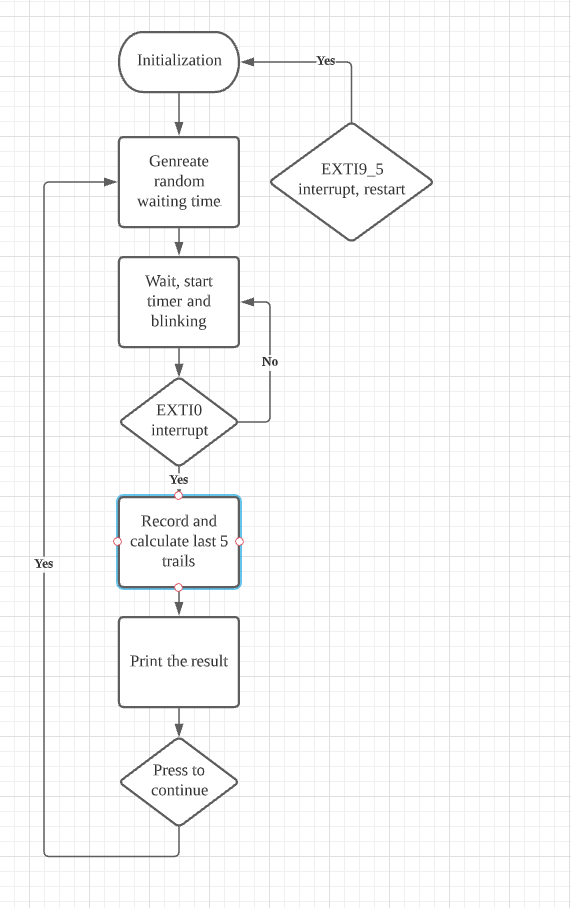 Initialization
Yes
Genreate
random
waiting time
EXTI9_5
interrupt, restart
Wait, start
timer and
blinking
No
EXTI0
interrupt
Yes
Record and
calculate last 5
trails
Yes
Print the result
Press to
continue